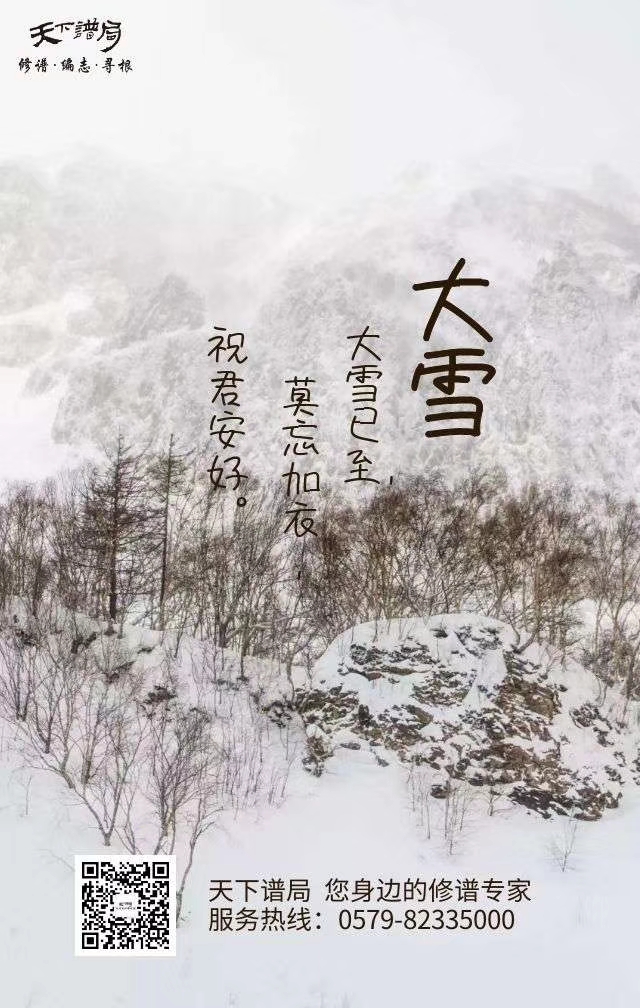 天下谱局
修谱·编志·寻根
大雪
大雪已至,
莫忘加衣,
祝君安好。
天下谱局 您身边的修谱专家
服务热线：0579-82335000